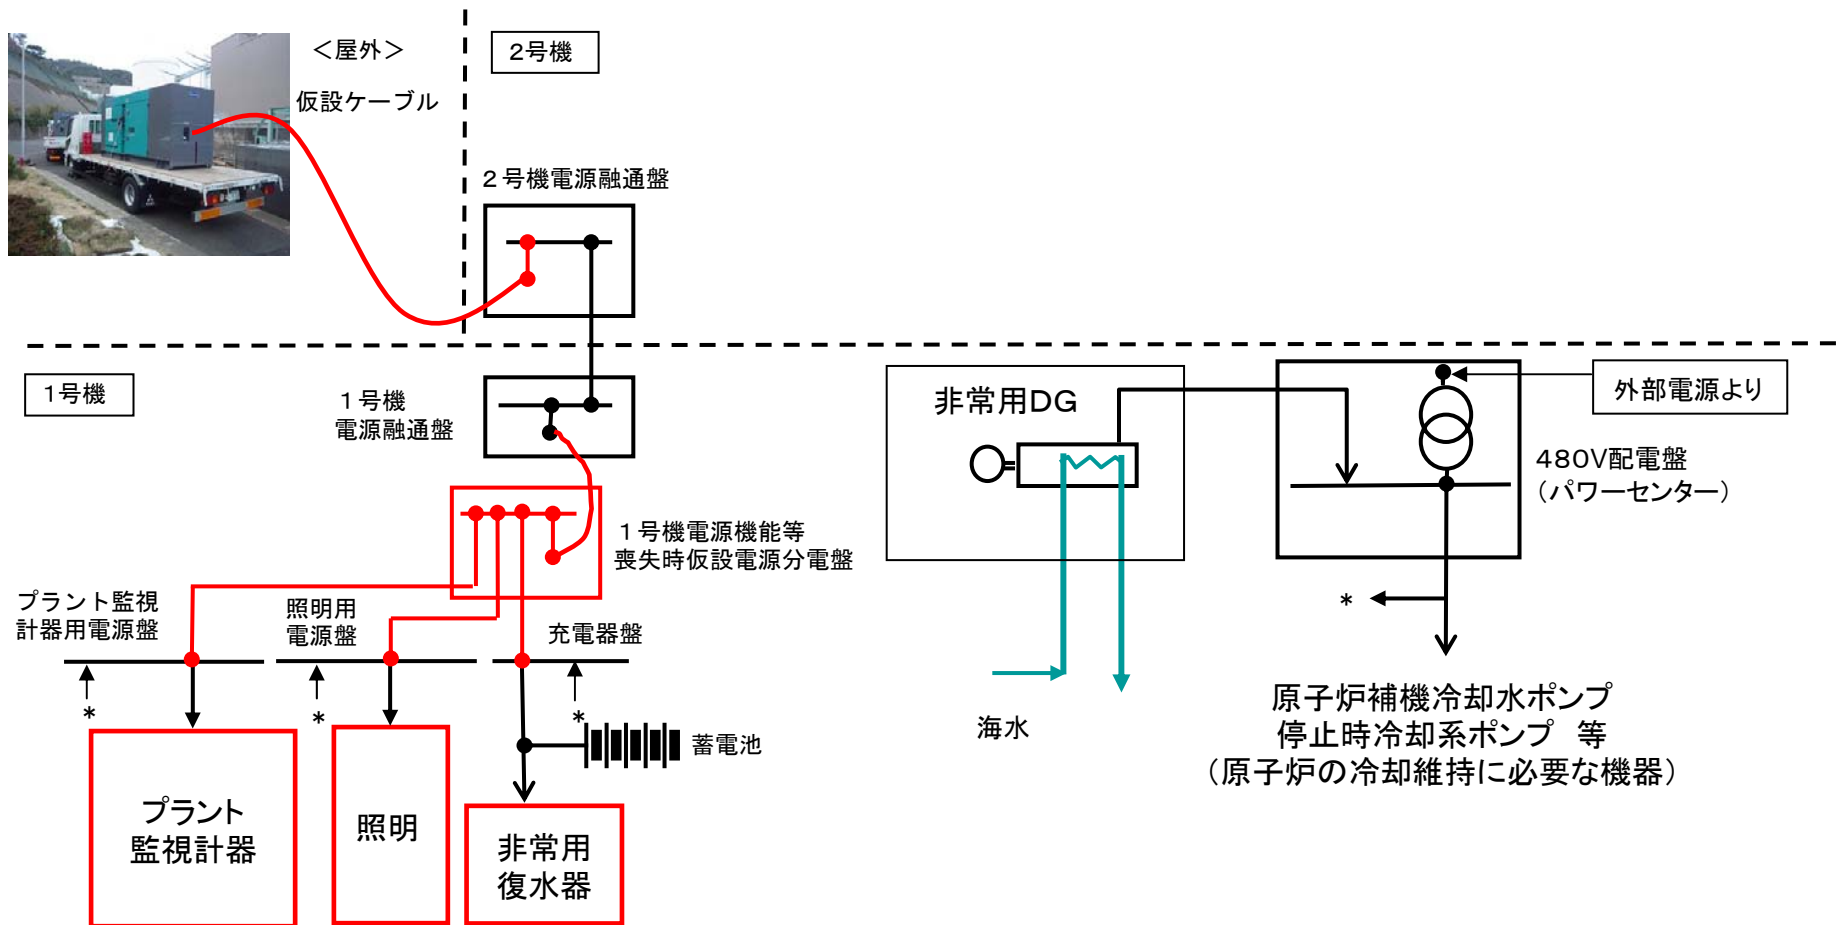 ＜屋外＞
仮設ケーブル
２号機
２号機電源融通盤
１号機
１号機
電源融通盤
１号機電源機能等
喪失時仮設電源分電盤
プラント監視
計器用電源盤
照明用
電源盤
充電器盤
*
*
*
蓄電池
プラント
監視計器
照明
非常用
復水器
非常用DG
海水
外部電源より
480V配電盤
（パワーセンター）
*
原子炉補機冷却水ポンプ
停止時冷却系ポンプ　等
（原子炉の冷却維持に必要な機器）